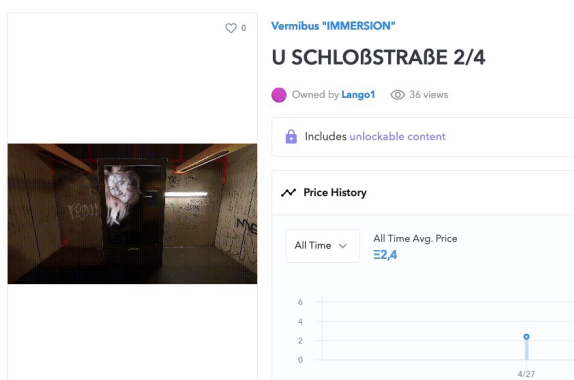 0
Vermibus "IMMERSION"
U SCHLOßSTRAßE 2/4
Owned by Lango1 36 views
Includes unlockable content
Price History
All Time
All Time Avg. Price
Ξ2,4
6
4
2
0
4/27